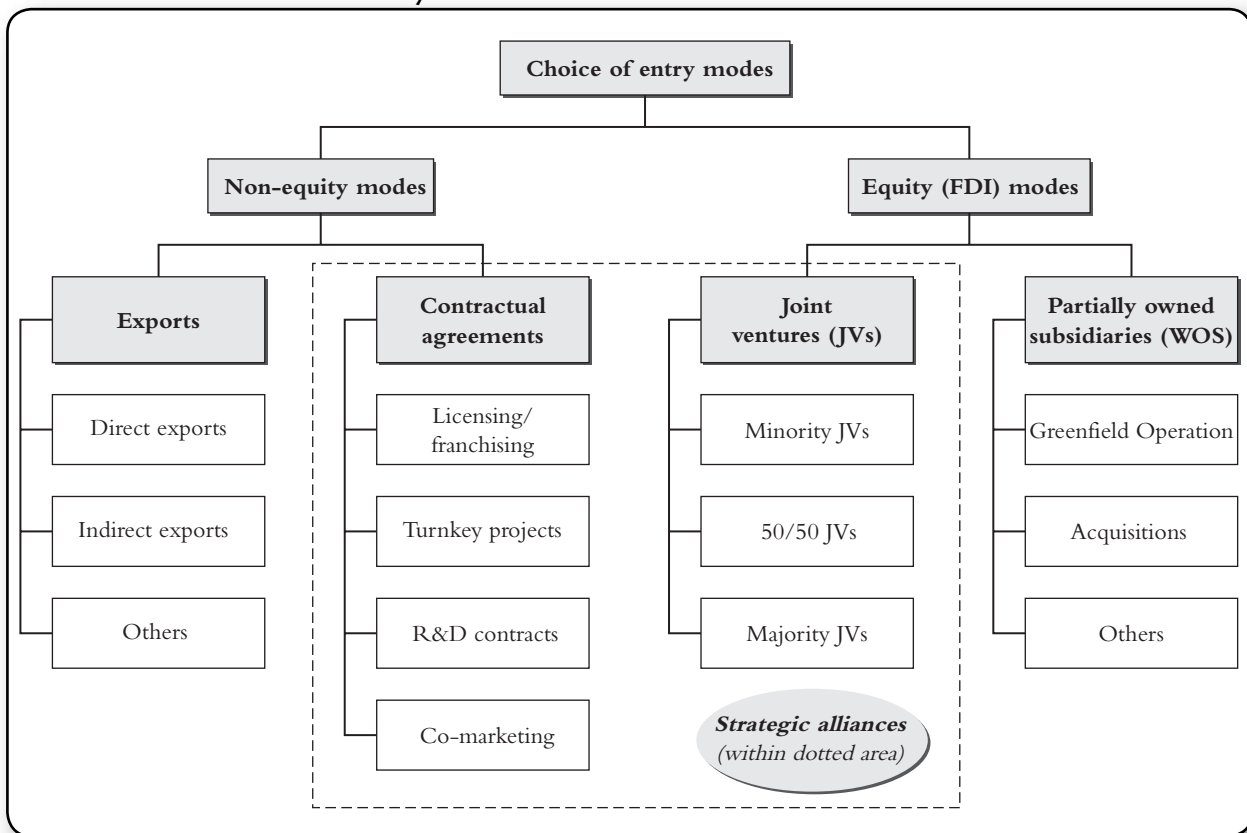 Choice of entry modes
Non-equity modes
Equity (FDI) modes
Exports
Direct exports
Indirect exports
Others
Contractual
agreements
Licensing/
franchising
Turnkey projects
R&D contracts
Co-marketing
Joint
ventures (JVs)
Minority JVs
50/50 JVs
Majority JVs
Strategic alliances
(within dotted area)
Partially owned
subsidiaries (WOS)
Greenfield Operation
Acquisitions
Others